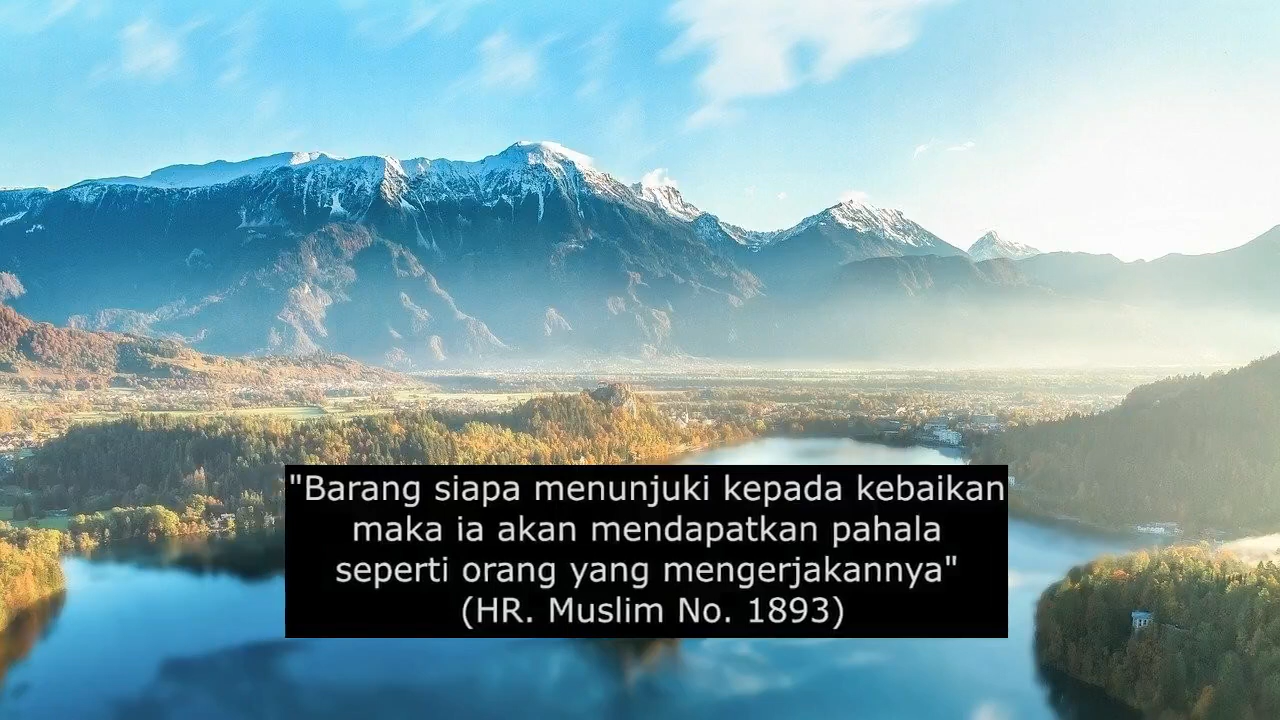 "Barang siapa menunjuki kepada kebaikan
maka ia akan mendapatkan pahala
seperti orang yang mengerjakannya"
(HR. Muslim No. 1893)